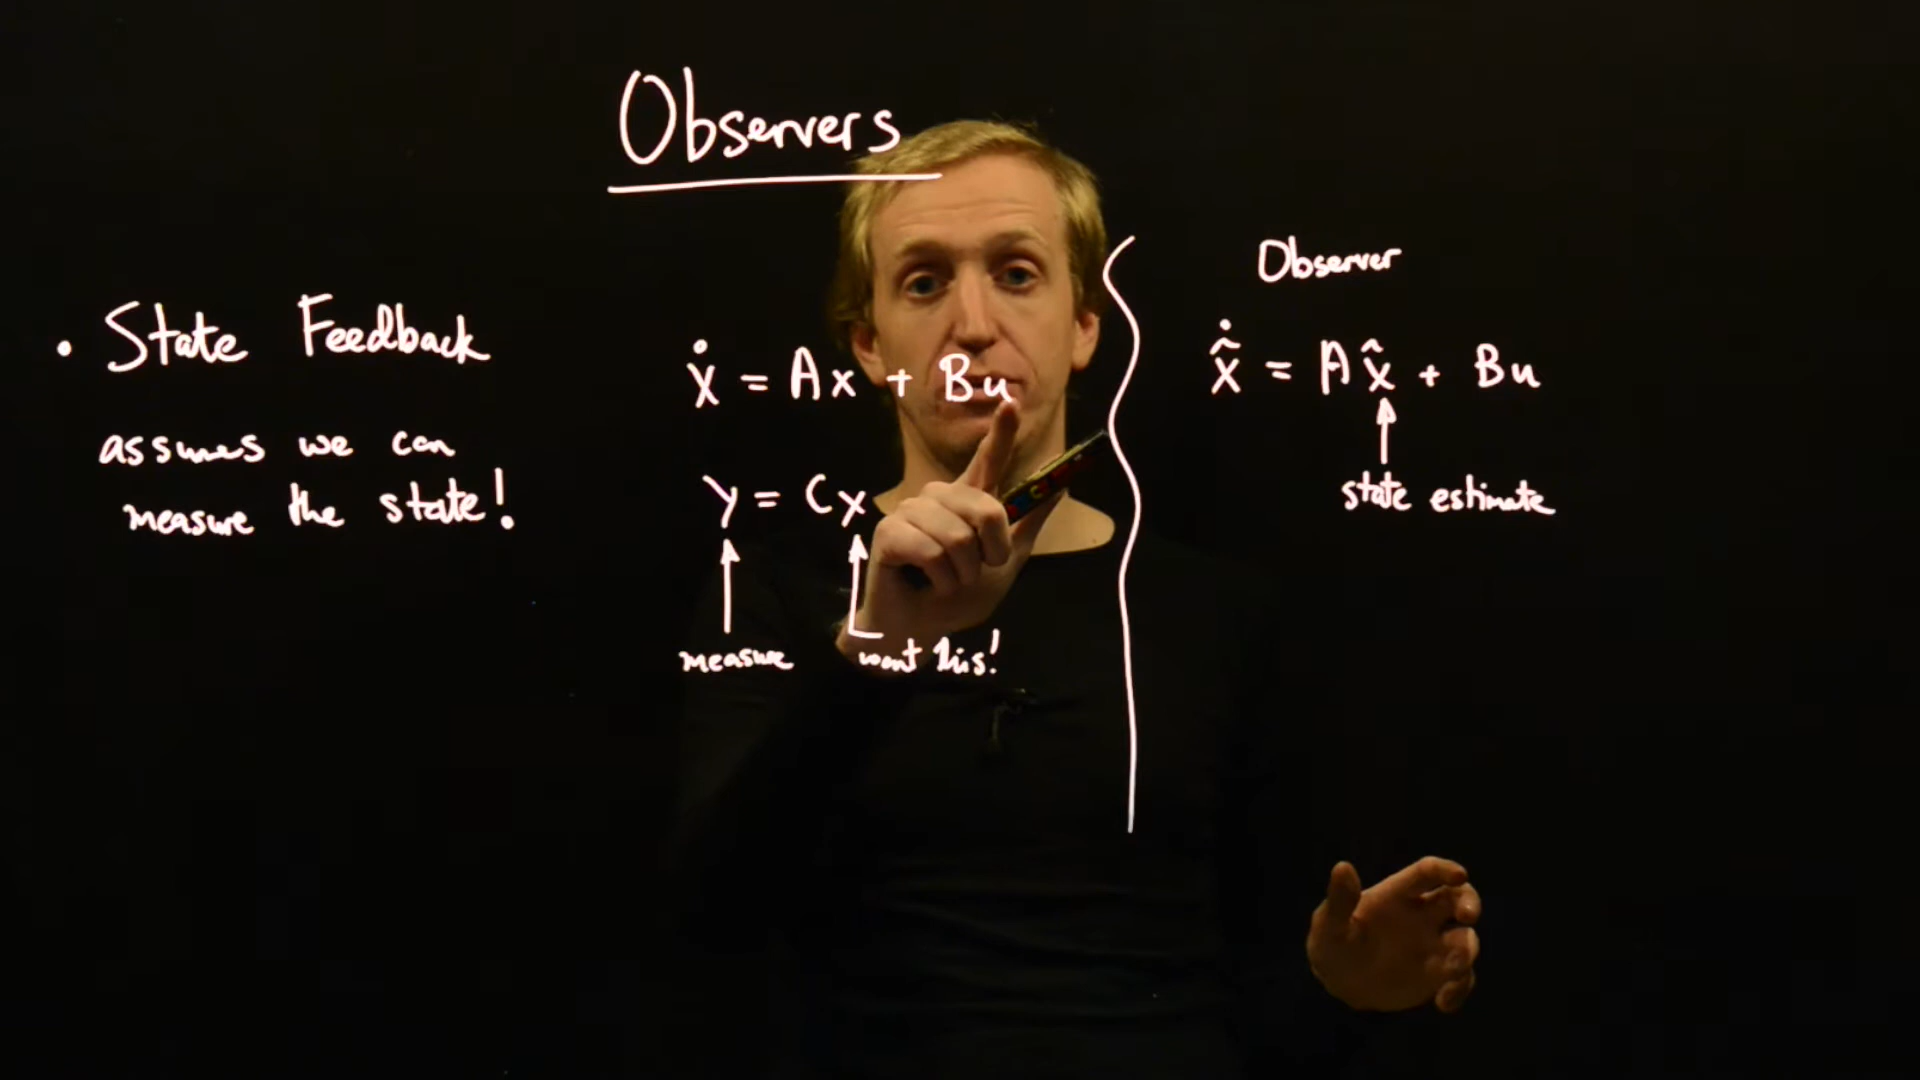 Observers
• State Feedback
assumes we can
measure the state!
ẋ = Ax + Bu
y = Cx
measure
want this!
Observer
x̂̇ = Ax̂ + Bu
state estimate